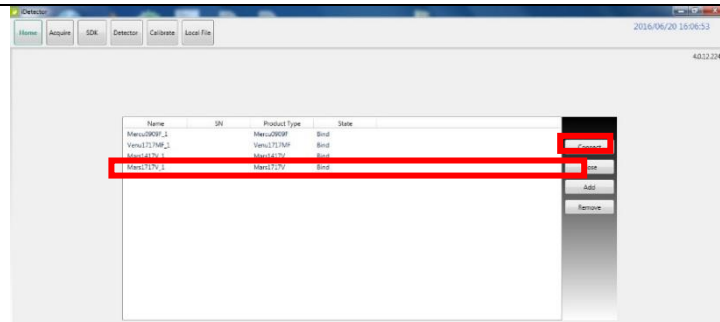 iDetector
Home Acquire SDK Detector Calibrate Local File
2016/06/20 16:06:53
4.0.12.224
Name SN Product Type State
Mercu0909F_1 Mercu0909F Bind
Venu1717MF_1 Venu1717MF Bind
Connect
Mars1417V_1 Mars1417V Bind
Mars1717V_1 Mars1717V Bind
Close
Add
Remove